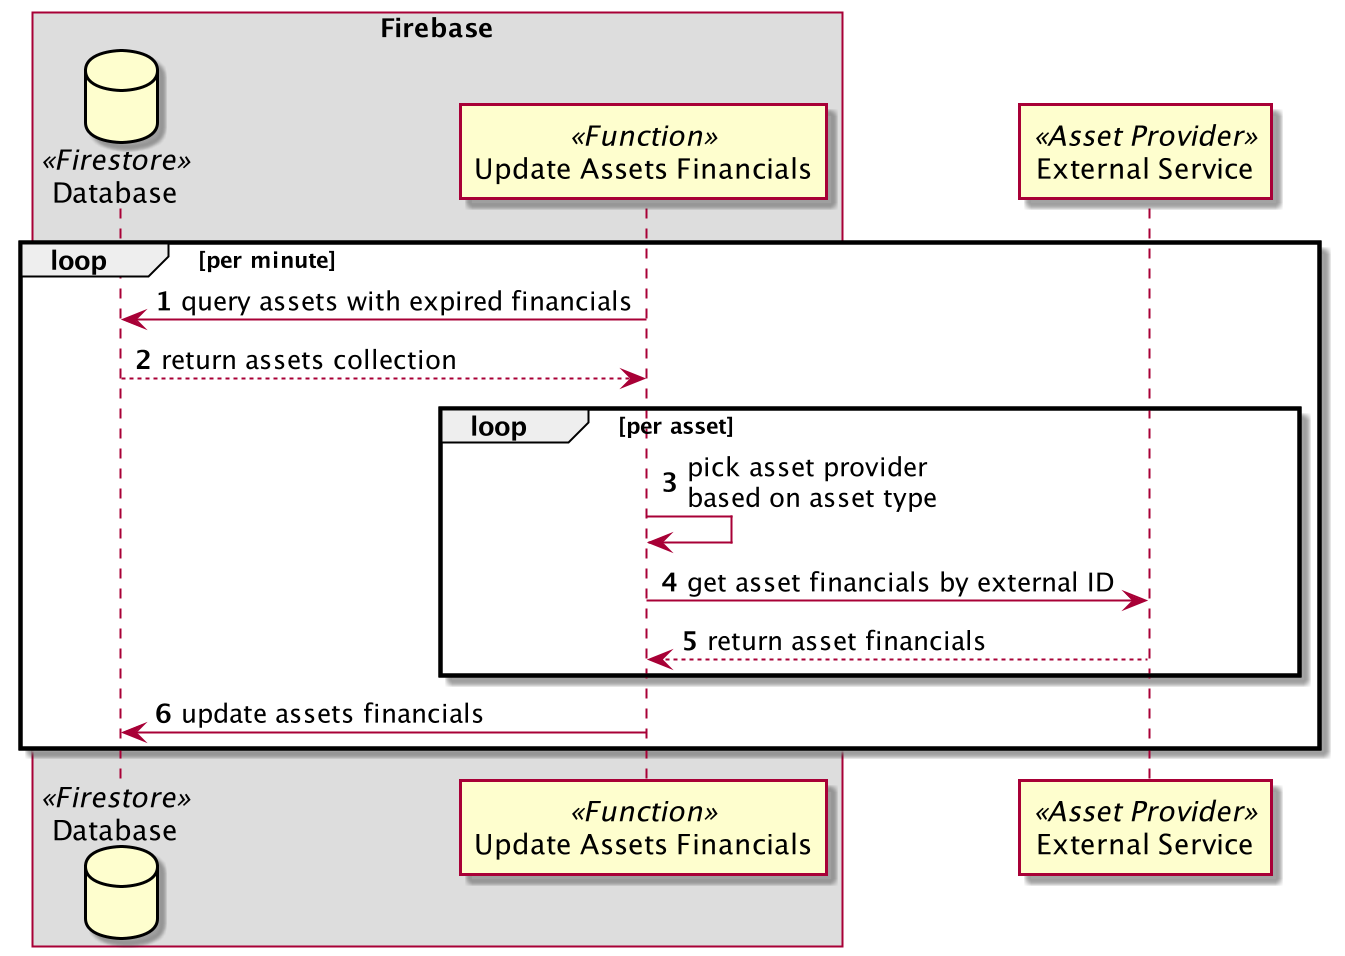 Firebase
«Firestore»
Database
«Function»
Update Assets Financials
«Asset Provider»
External Service
loop [per minute]
1 query assets with expired financials
2 return assets collection
loop [per asset]
3 pick asset provider
based on asset type
4 get asset financials by external ID
5 return asset financials
6 update assets financials
«Firestore»
Database
«Function»
Update Assets Financials
«Asset Provider»
External Service